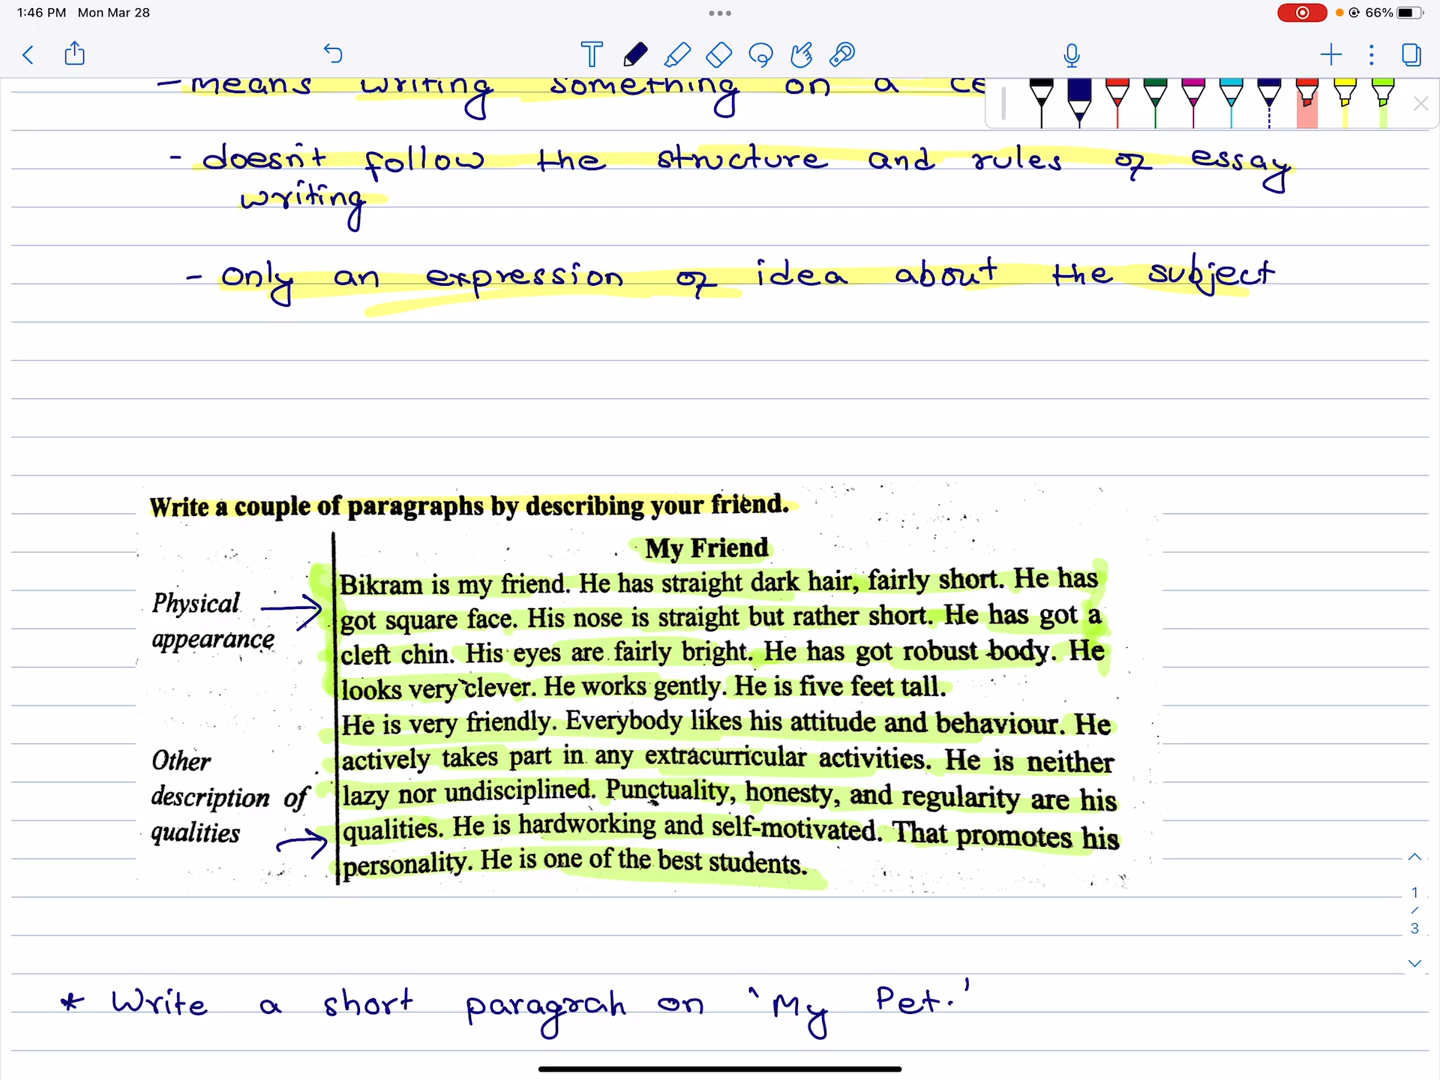 1:46 PM Mon Mar 28
66%
- means writing something on a
- doesn't follow the structure and rules of essay
writing
- only an expression of idea about the subject
Write a couple of paragraphs by describing your friend.
My Friend
Physical
appearance
Bikram is my friend. He has straight dark hair, fairly short. He has
got square face. His nose is straight but rather short. He has got a
cleft chin. His eyes are fairly bright. He has got robust body. He
looks very clever. He works gently. He is five feet tall.
Other
description of
qualities
He is very friendly. Everybody likes his attitude and behaviour. He
actively takes part in any extracurricular activities. He is neither
lazy nor undisciplined. Punctuality, honesty, and regularity are his
qualities. He is hardworking and self-motivated. That promotes his
personality. He is one of the best students.
1
/
3
* Write a short paragrah on 'My Pet.'